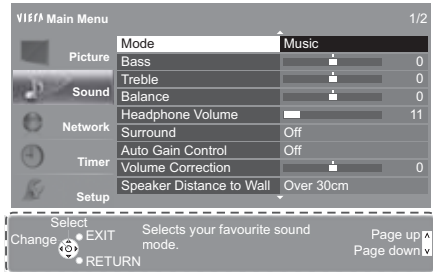 VIErA Main Menu 1/2
Picture
Sound
Network
Timer
Setup
Mode Music
Bass 0
Treble 0
Balance 0
Headphone Volume 11
Surround Off
Auto Gain Control Off
Volume Correction 0
Speaker Distance to Wall Over 30cm
Select
Change
EXIT
RETURN
Selects your favourite sound
mode.
Page up
Page down